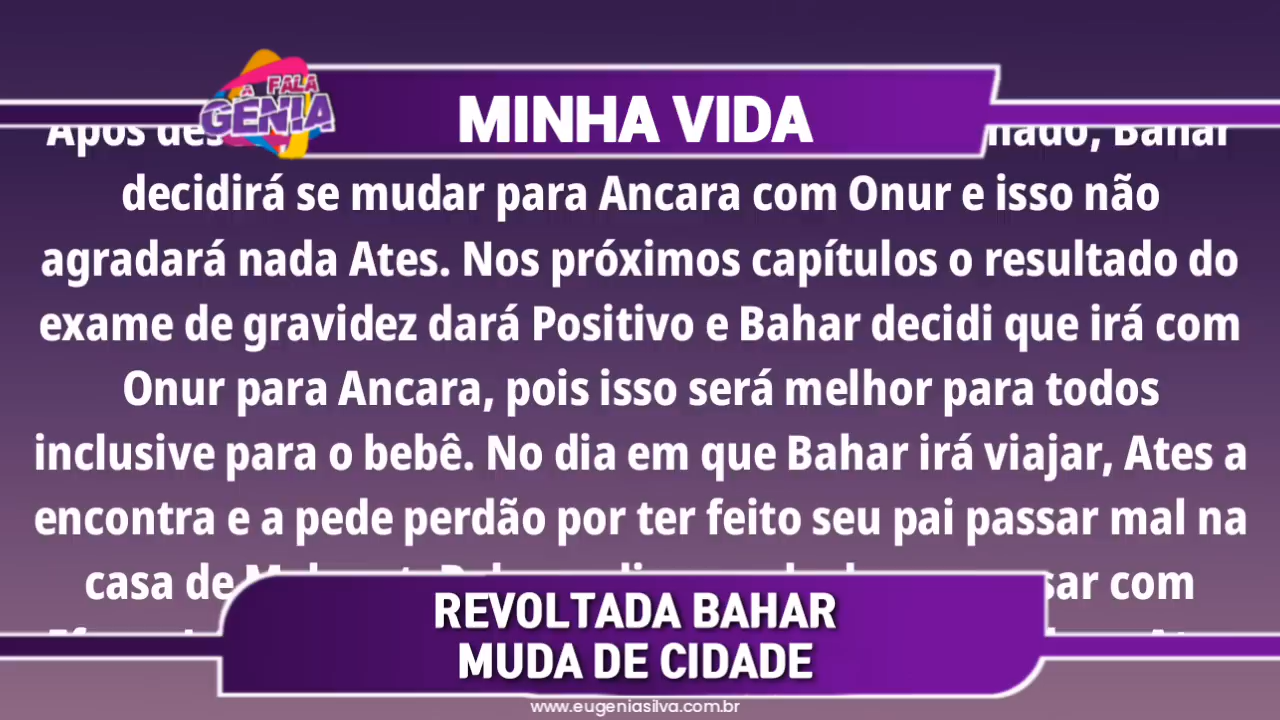 A FALA
GÊNIA
MINHA VIDA
Após
Bahar
decidirá se mudar para Ancara com Onur e isso não
agradará nada Ates. Nos próximos capítulos o resultado do
exame de gravidez dará Positivo e Bahar decidi que irá com
Onur para Ancara, pois isso será melhor para todos
inclusive para o bebê. No dia em que Bahar irá viajar, Ates a
encontra e a pede perdão por ter feito seu pai passar mal na
casa de
com
REVOLTADA BAHAR
MUDA DE CIDADE
www.eugeniasilva.com.br